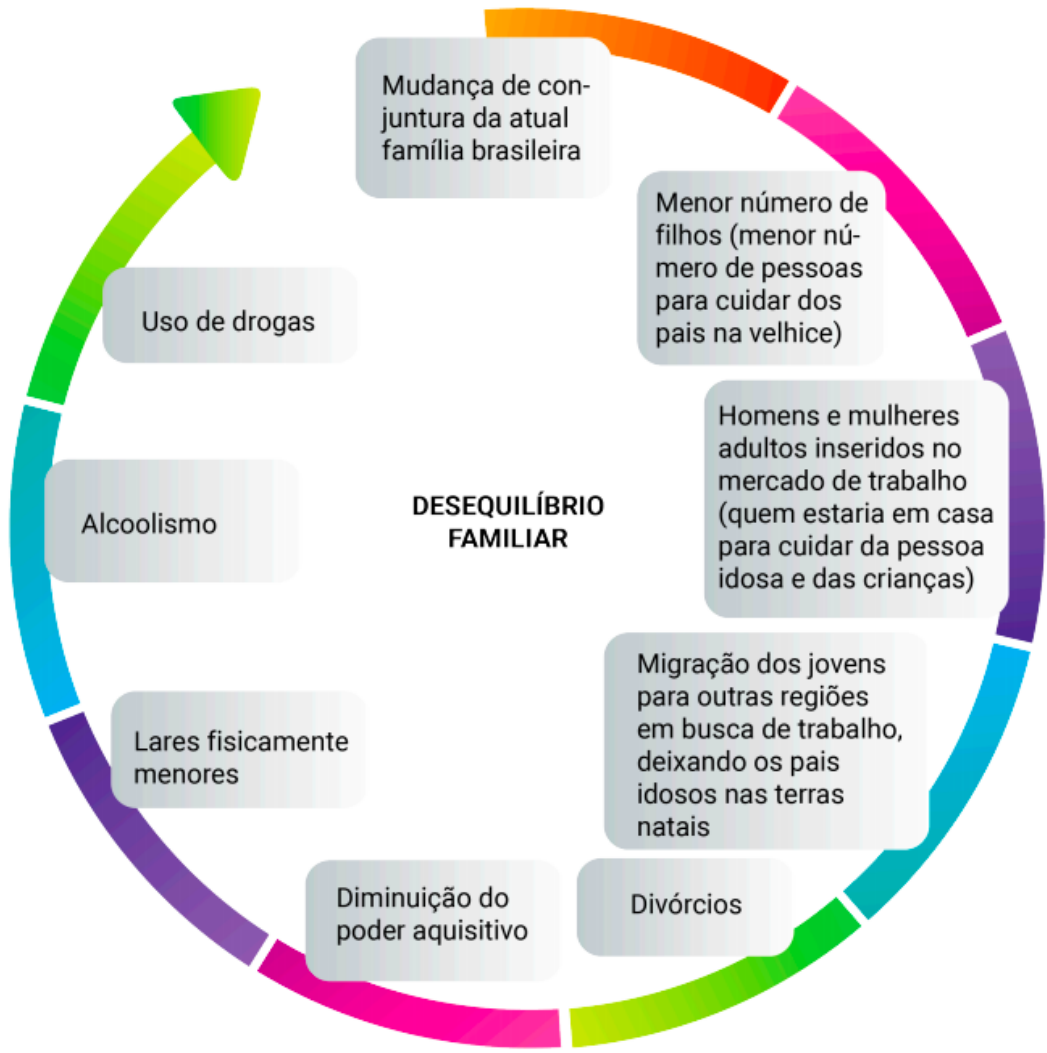 Mudança de con-
juntura da atual
família brasileira
Menor número de
filhos (menor nú-
mero de pessoas
para cuidar dos
pais na velhice)
Homens e mulheres
adultos inseridos no
mercado de trabalho
(quem estaria em casa
para cuidar da pessoa
idosa e das crianças)
Migração dos jovens
para outras regiões
em busca de trabalho,
deixando os pais
idosos nas terras
natais
Divórcios
Diminuição do
poder aquisitivo
Lares fisicamente
menores
Alcoolismo
Uso de drogas
DESEQUILÍBRIO
FAMILIAR